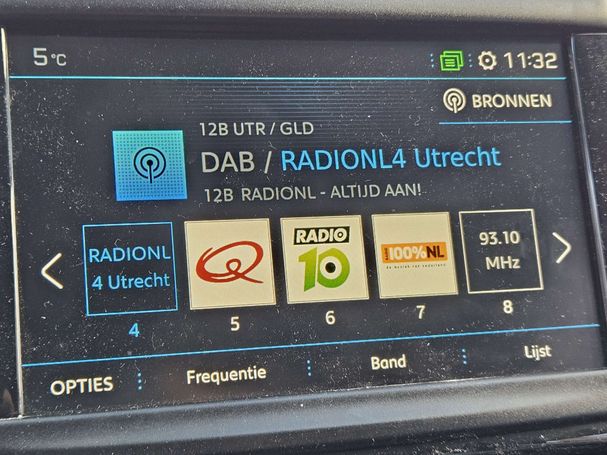 5 °C
11:32
BRONNEN
12B UTR / GLD
DAB / RADIONL4 Utrecht
12B RADIONL - ALTIJD AAN!
RADIONL
4 Utrecht
Q
RADIO
10
100%NL
93.10
MHz
4
5
6
7
8
OPTIES
Frequentie
Band
Lijst